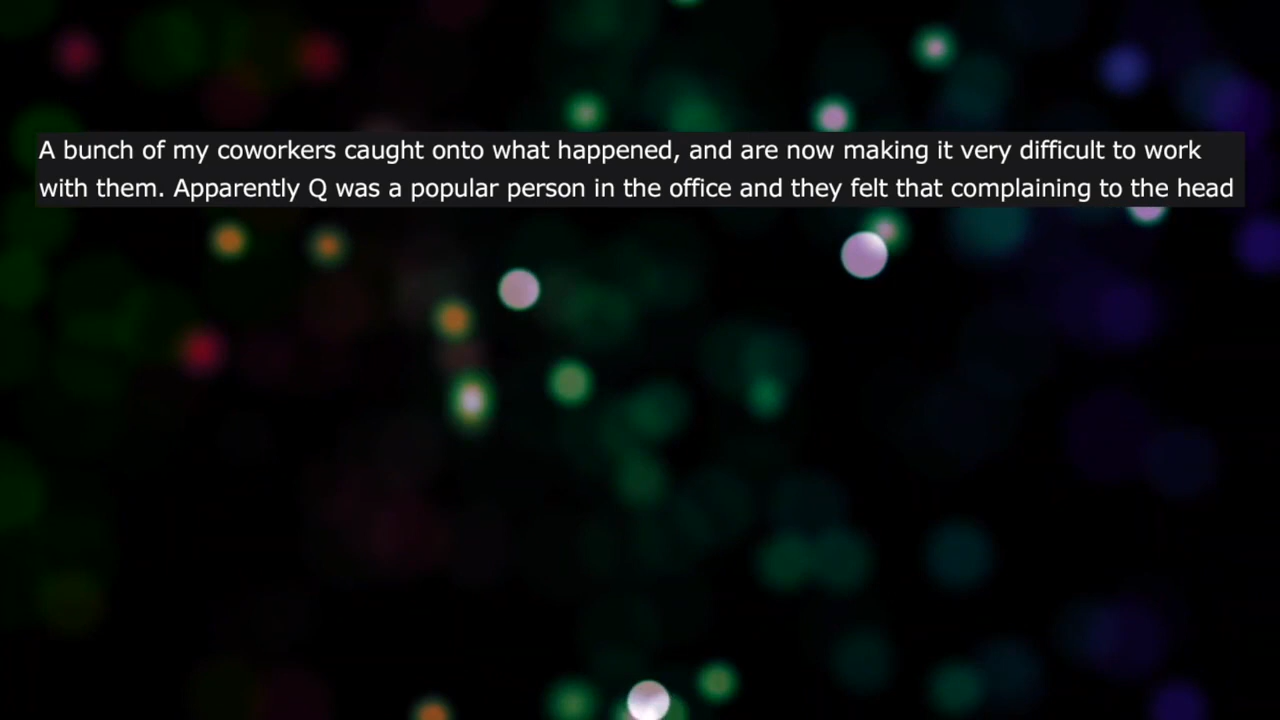 A bunch of my coworkers caught onto what happened, and are now making it very difficult to work
with them. Apparently Q was a popular person in the office and they felt that complaining to the head